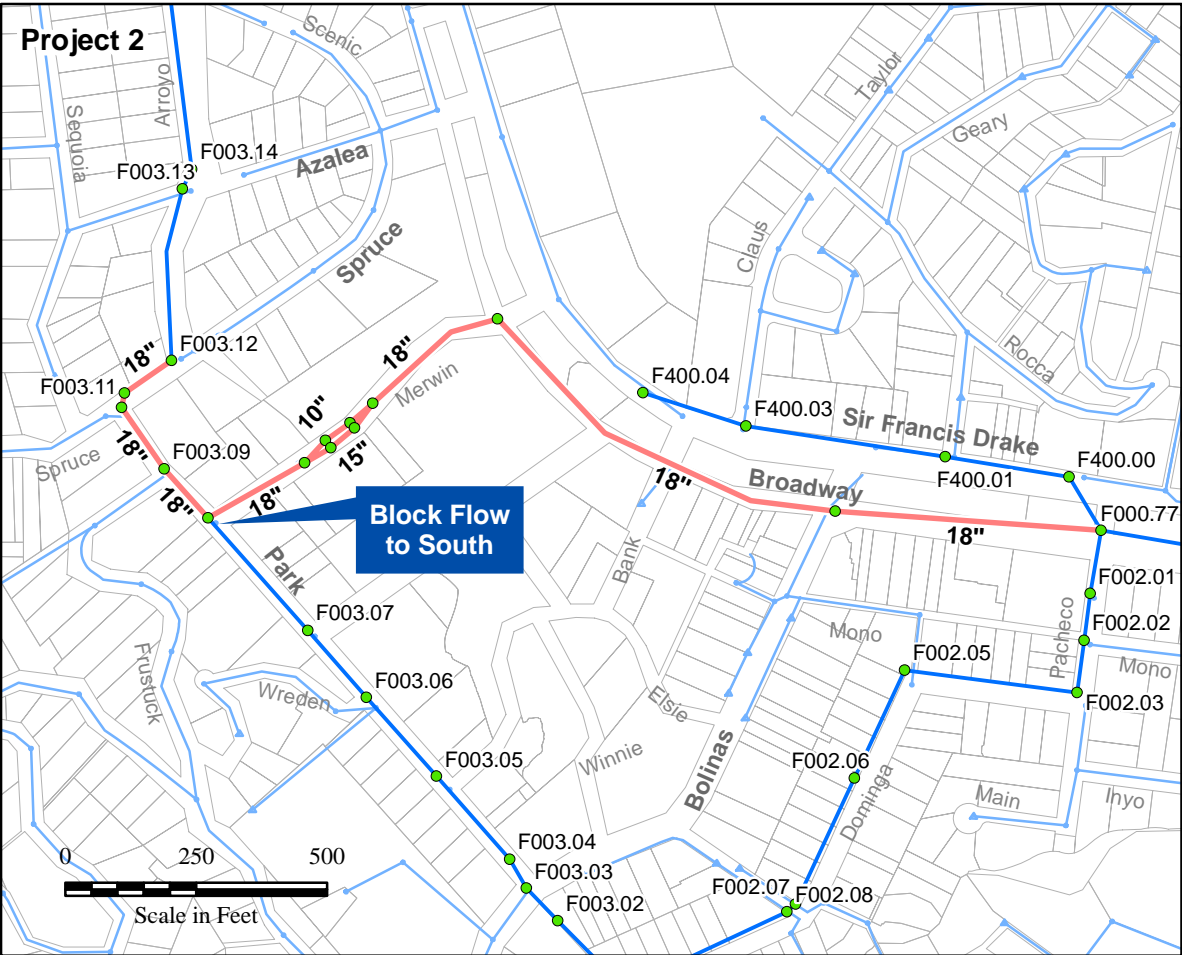 Project 2
Scenic
Arroyo
Sequoia
Taylor
Geary
F003.14
F003.13
Azalea
Spruce
Claus
Rocca
F003.12
18"
18"
F003.11
Merwin
F400.04
F400.03
Sir Francis Drake
10"
15"
Spruce
18"
F003.09
18"
18"
18"
Broadway
F400.01
F400.00
F000.77
18"
Block Flow
to South
Park
Bank
F002.01
Pacheco
F002.02
Mono
Mono
F003.07
F002.05
F002.03
Frustuck
Wreden
F003.06
Elsie
Winnie
Bolinas
F003.05
F002.06
Dominga
Main
Inyo
F003.04
F003.03
F003.02
F002.07
F002.08
0 250 500
Scale in Feet